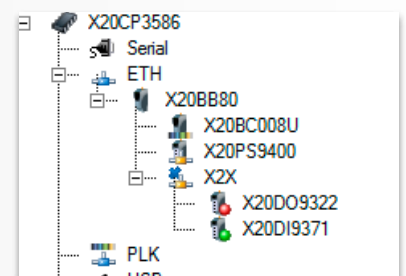 X20CP3586
Serial
ETH
X20BB80
X20BC008U
X20PS9400
X2X
X20DO9322
X20DI9371
PLK